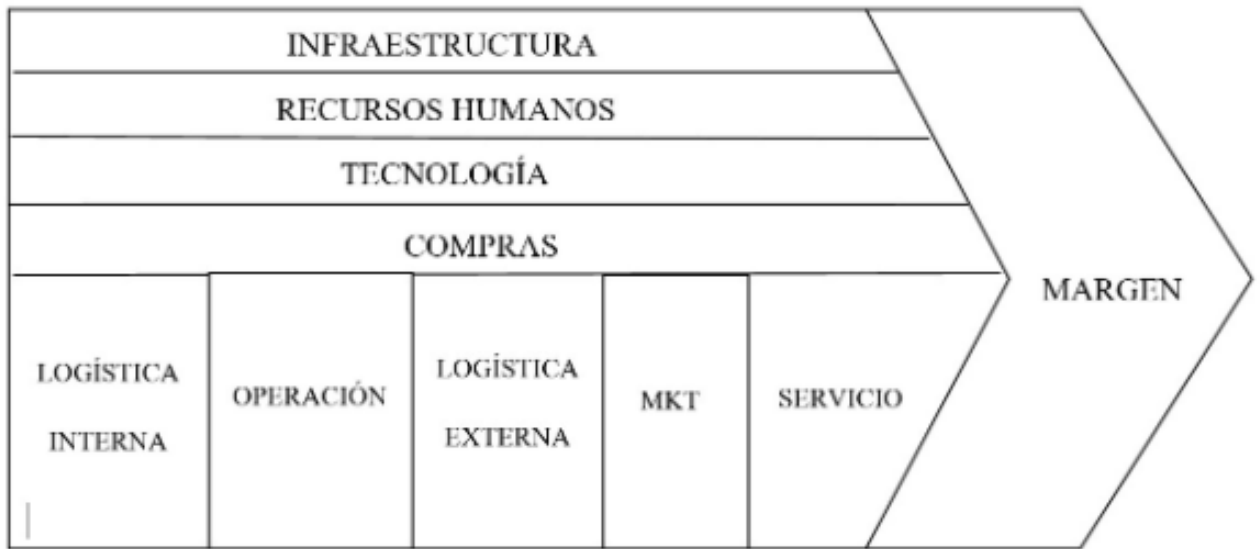 INFRAESTRUCTURA
RECURSOS HUMANOS
TECNOLOGÍA
COMPRAS
LOGÍSTICA
INTERNA
OPERACIÓN
LOGÍSTICA
EXTERNA
MKT
SERVICIO
MARGEN